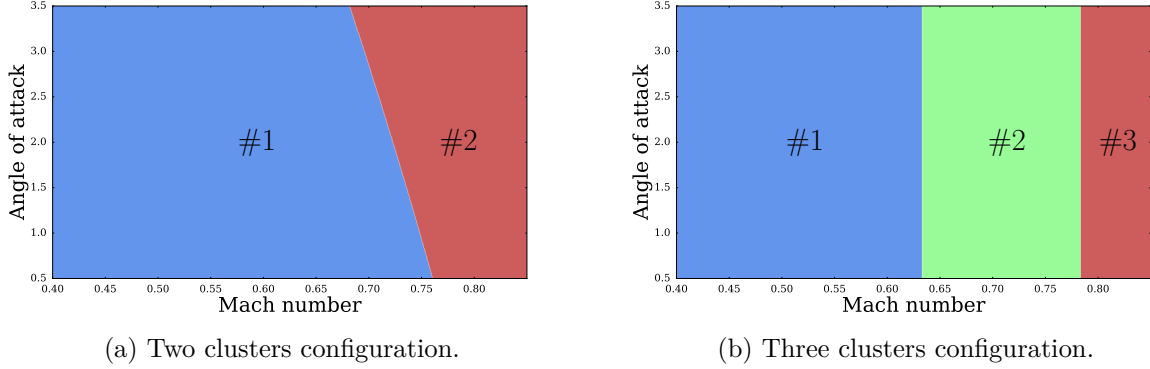 3.5
3.0
2.5
2.0
1.5
1.0
0.5
Angle of attack
#1
#2
0.40 0.45 0.50 0.55 0.60 0.65 0.70 0.75 0.80
Mach number
(a) Two clusters configuration.
3.5
3.0
2.5
2.0
1.5
1.0
0.5
Angle of attack
#1
#2
#3
0.40 0.45 0.50 0.55 0.60 0.65 0.70 0.75 0.80
Mach number
(b) Three clusters configuration.